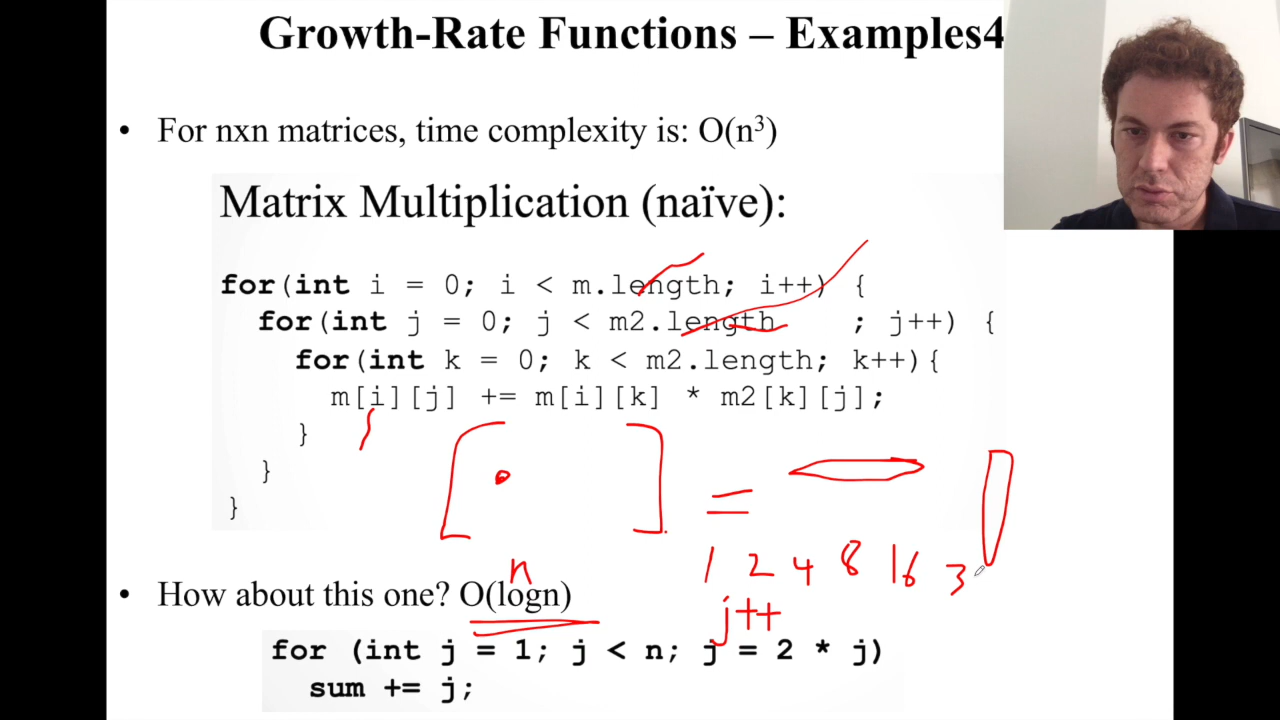 Growth-Rate Functions – Examples4
• For nxn matrices, time complexity is: O(n³)
Matrix Multiplication (naïve):
for(int i = 0; i < m.length; i++) {
for(int j = 0; j < m2.length ; j++) {
for(int k = 0; k < m2.length; k++){
m[i][j] += m[i][k] * m2[k][j];
}
}
}
=
1 2 4 8 16 3
n
• How about this one? O(logn)
j++
for (int j = 1; j < n; j = 2 * j)
sum += j;